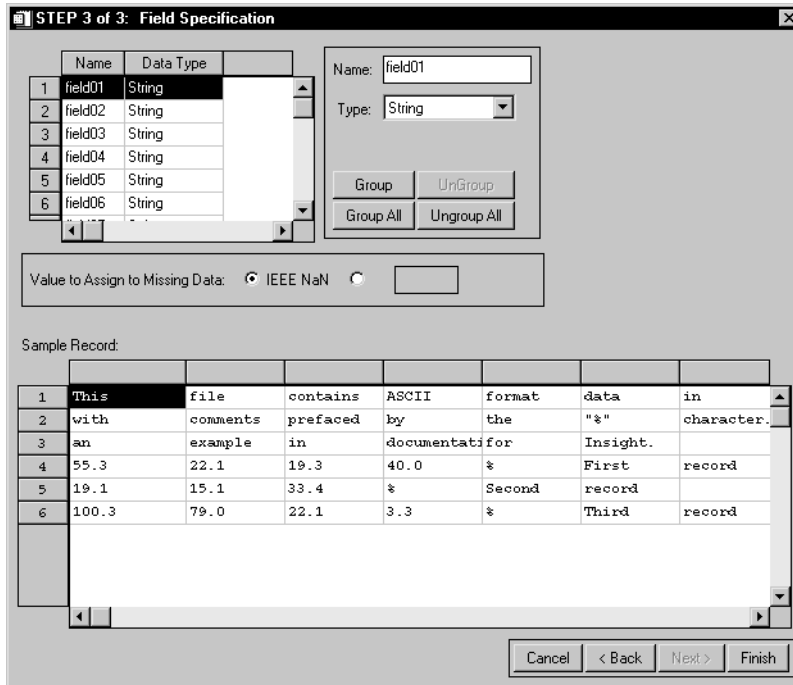 STEP 3 of 3: Field Specification
Name Data Type
1 field01 String
2 field02 String
3 field03 String
4 field04 String
5 field05 String
6 field06 String
Name: field01
Type: String
Group UnGroup
Group All Ungroup All
Value to Assign to Missing Data: IEEE NaN
Sample Record:
1 This file contains ASCII format data in
2 with comments prefaced by the "%" character.
3 an example in documentati for Insight.
4 55.3 22.1 19.3 40.0 % First record
5 19.1 15.1 33.4 % Second record
6 100.3 79.0 22.1 3.3 % Third record
Cancel < Back Next > Finish